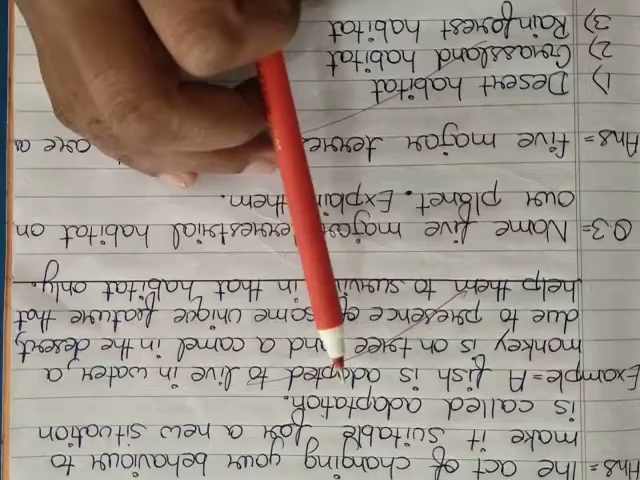 Ans= The act of changing your behaviour to
make it suitable for a new situation
is called adaptation.
Example= A fish is adapted to live in water, a
monkey is on tree and a camel in the desert,
due to presence of some unique feature that
help them to survive in that habitat only.
Q.3= Name five major terrestrial habitat on
our planet. Explain them.
Ans= Five major are
1) Desert habitat
2) Grassland habitat
3) Rainforest habitat